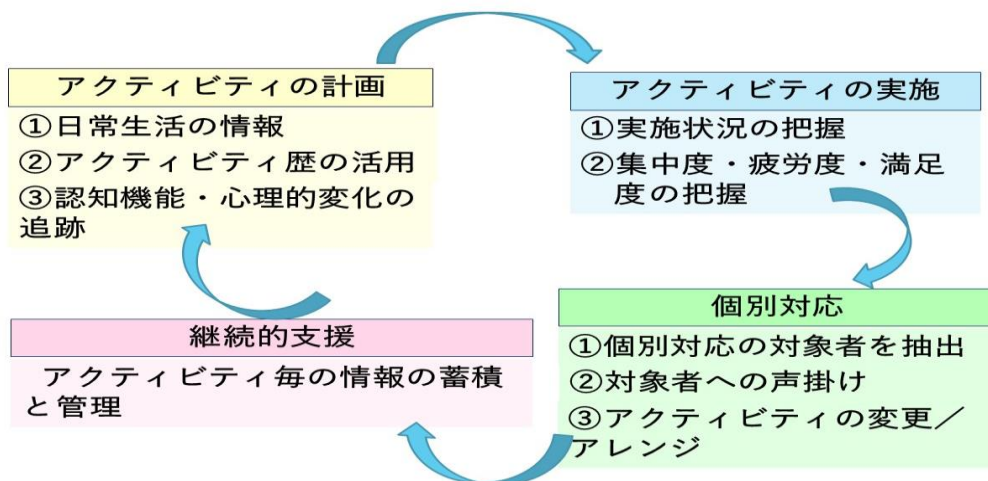 アクティビティの計画
①日常生活の情報
②アクティビティ歴の活用
③認知機能・心理的変化の
追跡
アクティビティの実施
①実施状況の把握
②集中度・疲労度・満足
度の把握
個別対応
①個別対応の対象者を抽出
②対象者への声掛け
③アクティビティの変更／
アレンジ
継続的支援
アクティビティ毎の情報の蓄積
と管理